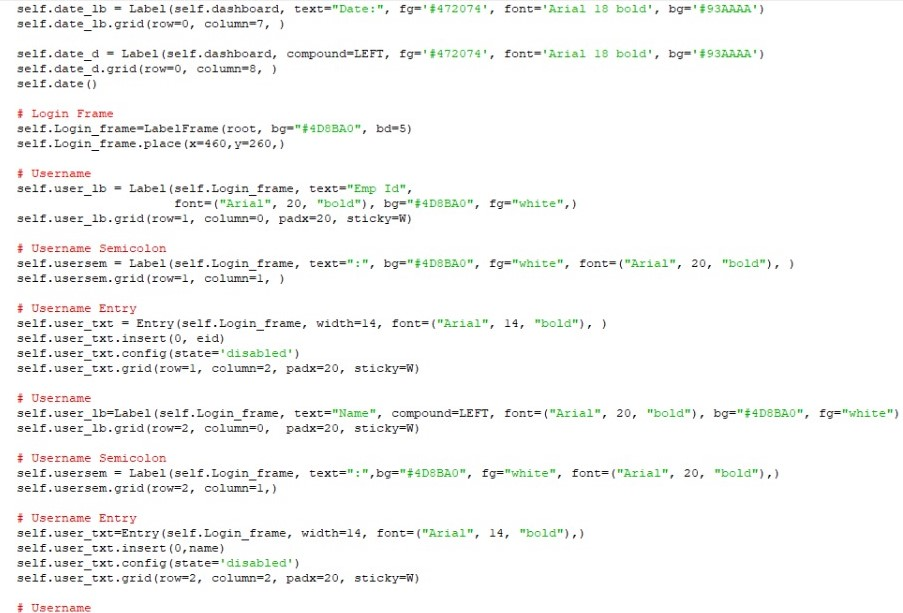 self.date_lb = Label(self.dashboard, text="Date:", fg='#472074', font='Arial 18 bold', bg='#93AAAA')
self.date_lb.grid(row=0, column=7, )
self.date_d = Label(self.dashboard, compound=LEFT, fg='#472074', font='Arial 18 bold', bg='#93AAAA')
self.date_d.grid(row=0, column=8, )
self.date()
# Login Frame
self.Login_frame=LabelFrame(root, bg="#4D8BA0", bd=5)
self.Login_frame.place(x=460,y=260,)
# Username
self.user_lb = Label(self.Login_frame, text="Emp Id",
font=("Arial", 20, "bold"), bg="#4D8BA0", fg="white",)
self.user_lb.grid(row=1, column=0, padx=20, sticky=W)
# Username Semicolon
self.usersem = Label(self.Login_frame, text=":", bg="#4D8BA0", fg="white", font=("Arial", 20, "bold"), )
self.usersem.grid(row=1, column=1, )
# Username Entry
self.user_txt = Entry(self.Login_frame, width=14, font=("Arial", 14, "bold"), )
self.user_txt.insert(0, eid)
self.user_txt.config(state='disabled')
self.user_txt.grid(row=1, column=2, padx=20, sticky=W)
# Username
self.user_lb=Label(self.Login_frame, text="Name", compound=LEFT, font=("Arial", 20, "bold"), bg="#4D8BA0", fg="white")
self.user_lb.grid(row=2, column=0,  padx=20, sticky=W)
# Username Semicolon
self.usersem = Label(self.Login_frame, text=":",bg="#4D8BA0", fg="white", font=("Arial", 20, "bold"),)
self.usersem.grid(row=2, column=1,)
# Username Entry
self.user_txt=Entry(self.Login_frame, width=14, font=("Arial", 14, "bold"),)
self.user_txt.insert(0,name)
self.user_txt.config(state='disabled')
self.user_txt.grid(row=2, column=2, padx=20, sticky=W)
# Username